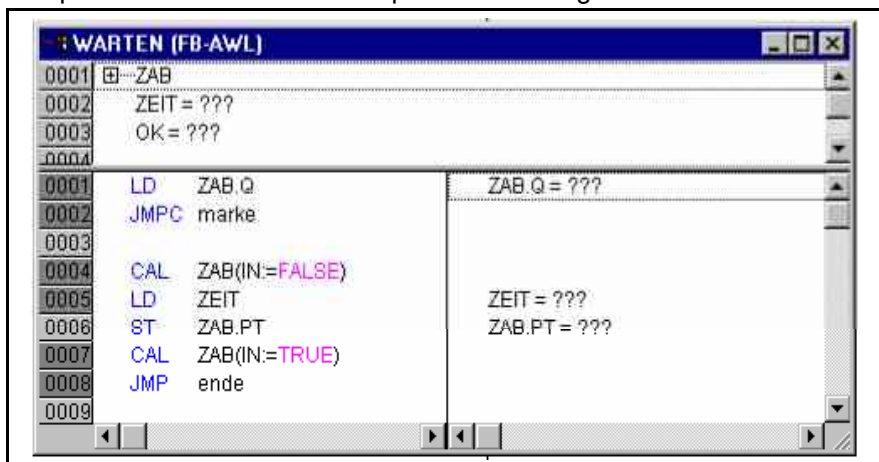 WARTEN (FB-AWL)
0001 ZAB
0002 ZEIT = ???
0003 OK = ???
0004
0001 LD ZAB.Q ZAB.Q = ???
0002 JMPC marke
0003
0004 CAL ZAB(IN:=FALSE)
0005 LD ZEIT ZEIT = ???
0006 ST ZAB.PT ZAB.PT = ???
0007 CAL ZAB(IN:=TRUE)
0008 JMP ende
0009